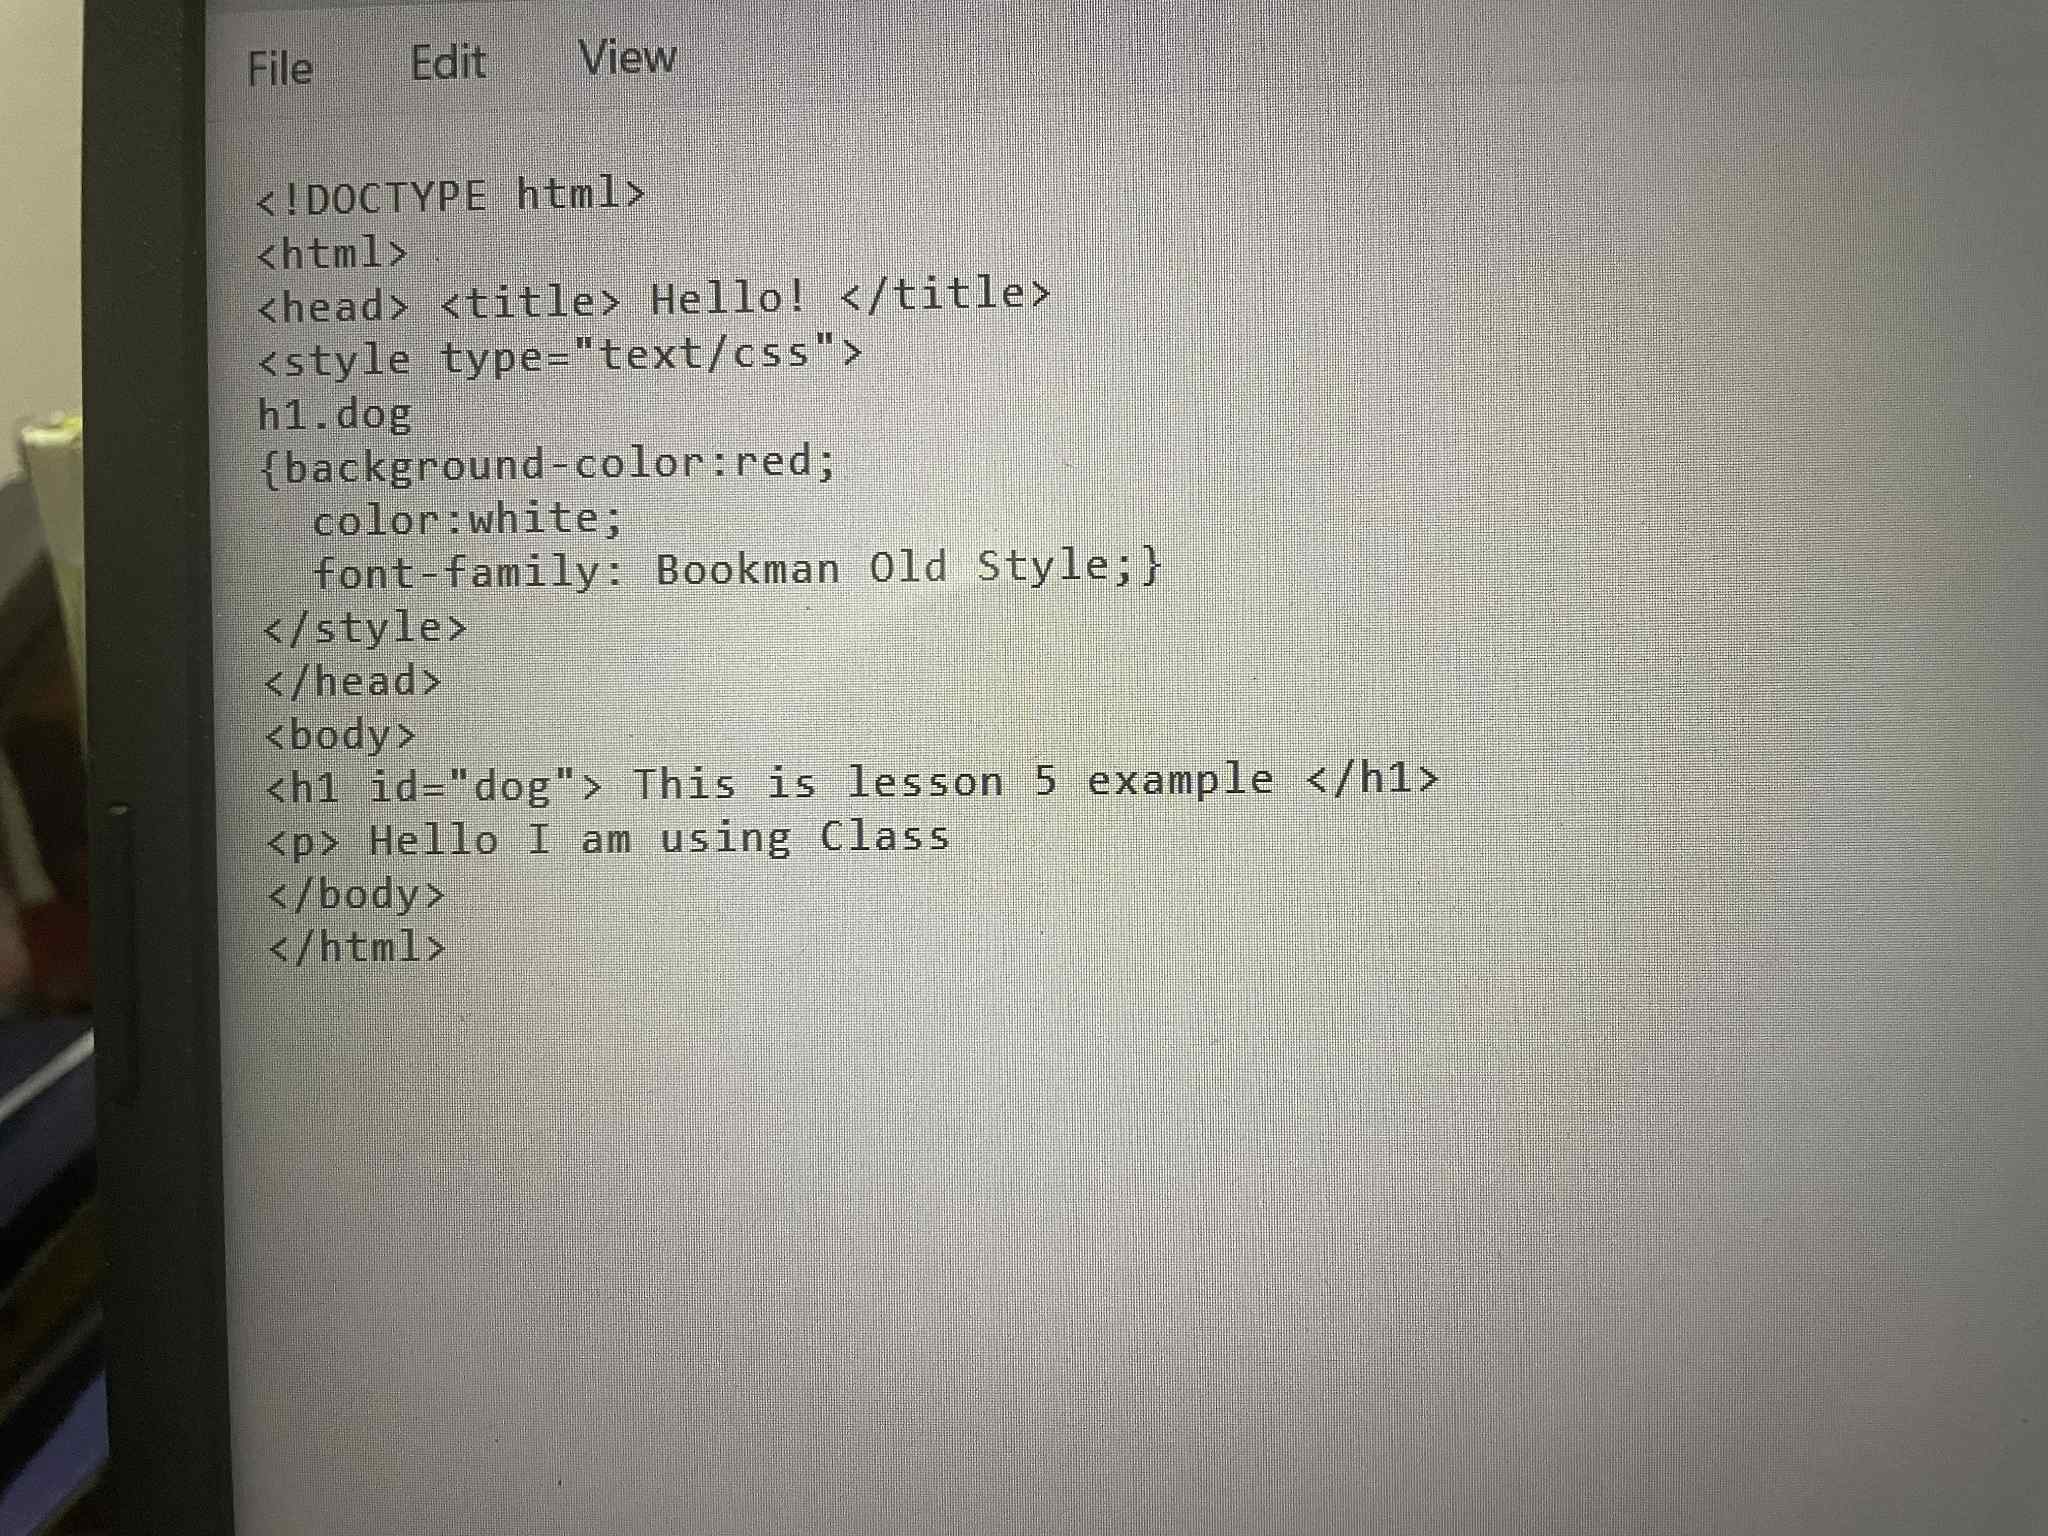 File Edit View
<!DOCTYPE html>
<html>
<head> <title> Hello! </title>
<style type="text/css">
h1.dog
{background-color:red;
  color:white;
  font-family: Bookman Old Style;}
</style>
</head>
<body>
<h1 id="dog"> This is lesson 5 example </h1>
<p> Hello I am using Class
</body>
</html>